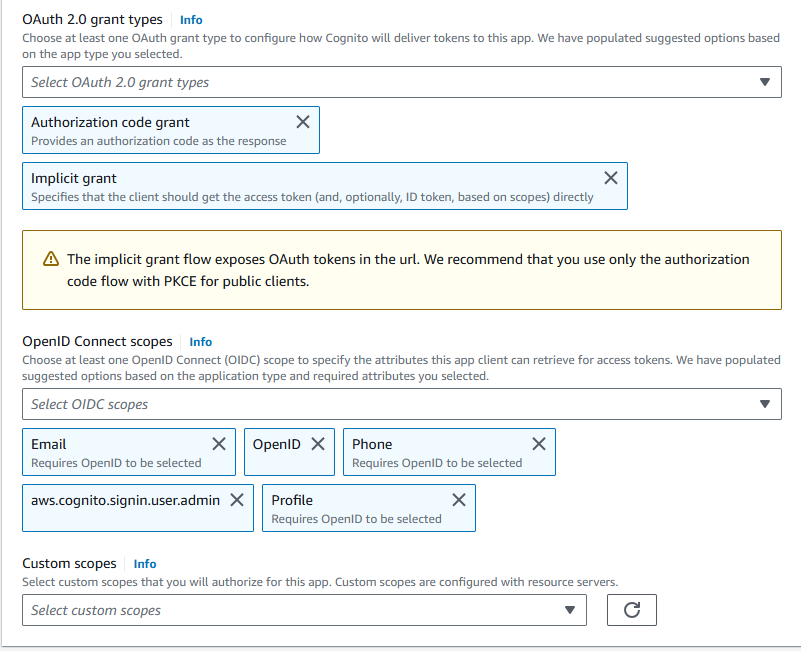 OAuth 2.0 grant types Info
Choose at least one OAuth grant type to configure how Cognito will deliver tokens to this app. We have populated suggested options based
on the app type you selected.
Select OAuth 2.0 grant types
Authorization code grant
Provides an authorization code as the response
Implicit grant
Specifies that the client should get the access token (and, optionally, ID token, based on scopes) directly
The implicit grant flow exposes OAuth tokens in the url. We recommend that you use only the authorization
code flow with PKCE for public clients.
OpenID Connect scopes Info
Choose at least one OpenID Connect (OIDC) scope to specify the attributes this app client can retrieve for access tokens. We have populated
suggested options based on the application type and required attributes you selected.
Select OIDC scopes
Email OpenID Phone
Requires OpenID to be selected Requires OpenID to be selected
aws.cognito.signin.user.admin Profile
Requires OpenID to be selected
Custom scopes Info
Select custom scopes that you will authorize for this app. Custom scopes are configured with resource servers.
Select custom scopes